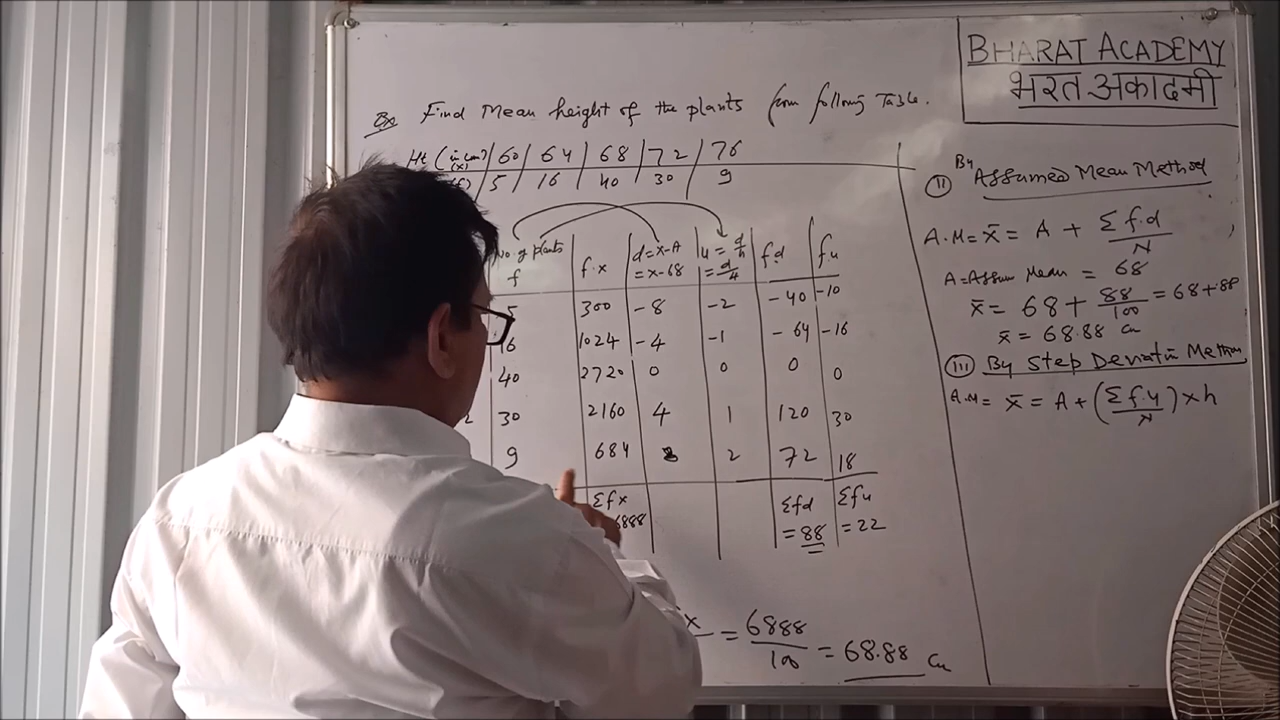 BHARAT ACADEMY
भरत अकादमी
Ex Find Mean height of the plants from following Table.
Ht (in cm) (x) 60 64 68 72 76
(f) 5 16 40 30 9
No. of plants f f.x d=x-A =x-68 u=d/h =d/4 f.d f.u
5 300 -8 -2 -40 -10
16 1024 -4 -1 -64 -16
40 2720 0 0 0 0
30 2160 4 1 120 30
9 684 8 2 72 18
Σfx 6888 Σfd =88 Σfu =22
x = 6888/100 = 68.88 cm
II By Assumed Mean Method
A.M = x̄ = A + Σf.d/N
A=Assum Mean = 68
x̄ = 68 + 88/100 = 68+.88
x̄ = 68.88 cm
III By Step Deviatin Method
A.M = x̄ = A + (Σf.u/N) × h